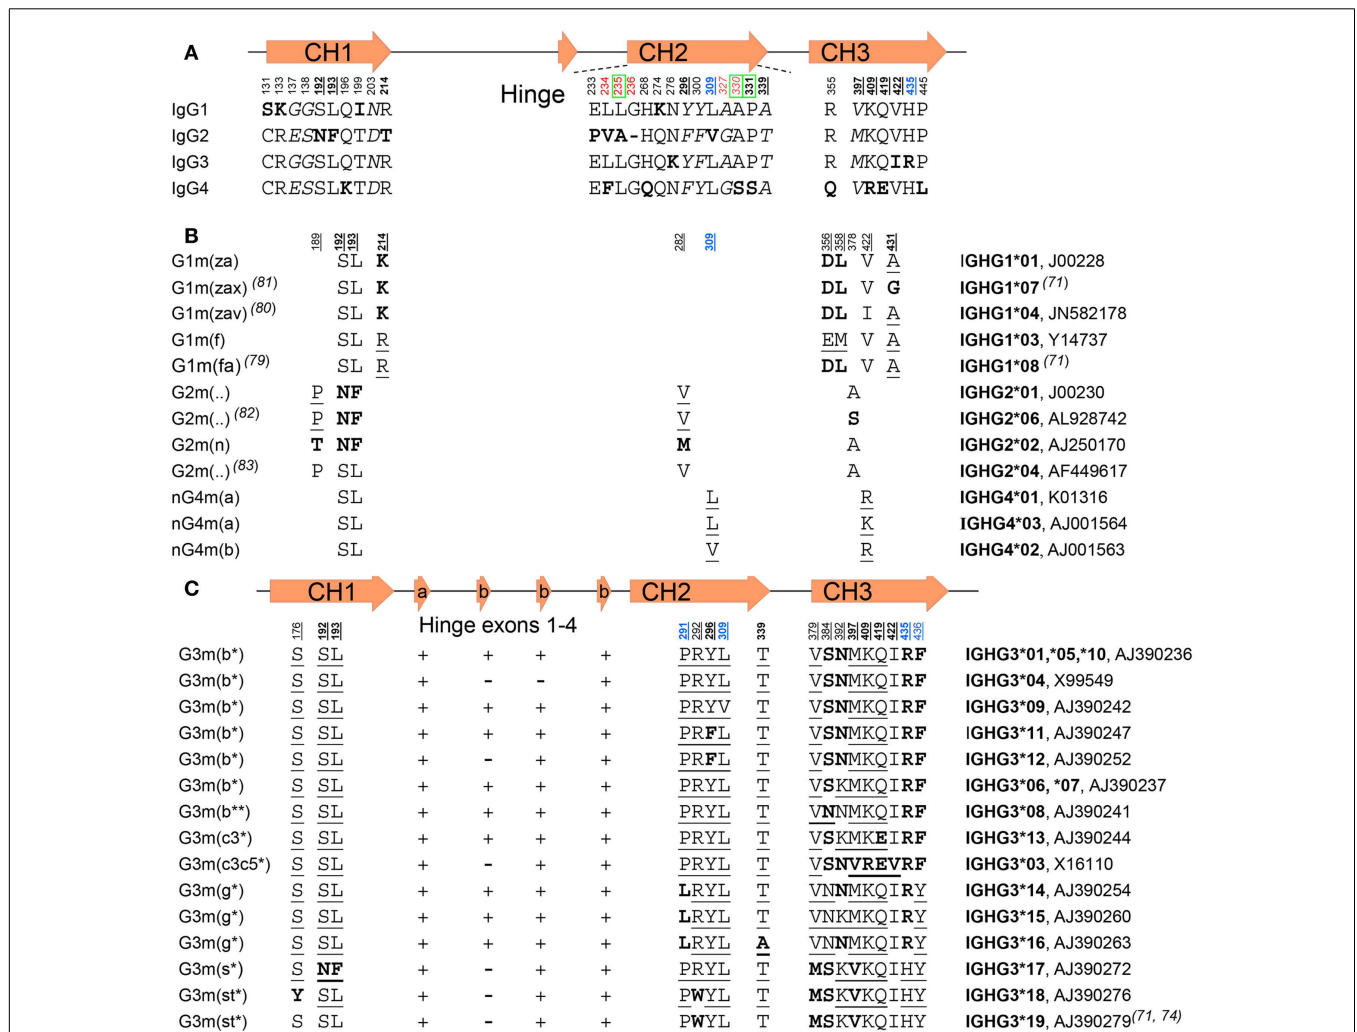 A CH1 CH2 CH3
Hinge
131 133 137 138 192 193 196 199 203 214 233 234 235 236 268 274 276 296 300 309 327 330 331 339 355 397 409 419 422 435 445
IgG1 SKGGSLQINR ELLGHKNYYLAAPA R VKQVHP
IgG2 CRESNFQTDT PVA-HQNFFVGAPT R MKQVHP
IgG3 CRGGSLQTNR ELLGHQKYFLAAPT R MKQIRP
IgG4 CRESSLKTDR EFLGQQNFYLGSSA Q VREVHL
B 189 192 193 214 282 309 356 358 378 422 431
G1m(za) SL K DL V A IGHG1*01, J00228
G1m(zax) (81) SL K DL V G IGHG1*07 (71)
G1m(zav) (80) SL K DL I A IGHG1*04, JN582178
G1m(f) SL R EM V A IGHG1*03, Y14737
G1m(fa) (79) SL R DL V A IGHG1*08 (71)
G2m(..) P NF V A IGHG2*01, J00230
G2m(..) (82) P NF V S IGHG2*06, AL928742
G2m(n) T NF M A IGHG2*02, AJ250170
G2m(..) (83) P SL V A IGHG2*04, AF449617
nG4m(a) SL L R IGHG4*01, K01316
nG4m(a) SL L K IGHG4*03, AJ001564
nG4m(b) SL V R IGHG4*02, AJ001563
C CH1 a b b b CH2 CH3
Hinge exons 1-4
176 192 193 291 292 296 309 339 379 384 392 397 409 419 422 435 436
G3m(b*) S SL + + + + PRYL T VSNMKQIRF IGHG3*01,*05,*10, AJ390236
G3m(b*) S SL + - - + PRYL T VSNMKQIRF IGHG3*04, X99549
G3m(b*) S SL + + + + PRYV T VSNMKQIRF IGHG3*09, AJ390242
G3m(b*) S SL + + + + PRFL T VSNMKQIRF IGHG3*11, AJ390247
G3m(b*) S SL + - + + PRFL T VSNMKQIRF IGHG3*12, AJ390252
G3m(b*) S SL + + + + PRYL T VSKMKQIRF IGHG3*06, *07, AJ390237
G3m(b**) S SL + + + + PRYL T VNNMKQIRF IGHG3*08, AJ390241
G3m(c3*) S SL + + + + PRYL T VSKMKEIRF IGHG3*13, AJ390244
G3m(c3c5*) S SL + - + + PRYL T VSNVREVRF IGHG3*03, X16110
G3m(g*) S SL + + + + LRYL T VNNMKQIRY IGHG3*14, AJ390254
G3m(g*) S SL + + + + LRYL T VNKMKQIRY IGHG3*15, AJ390260
G3m(g*) S SL + + + + LRYL A VNNMKQIRY IGHG3*16, AJ390263
G3m(s*) S NF + - + + PRYL T MSKVKQIHY IGHG3*17, AJ390272
G3m(st*) Y SL + - + + PWYL T MSKVKQIHY IGHG3*18, AJ390276
G3m(st*) S SL + - + + PWYL T MSKVKQIHY IGHG3*19, AJ390279(71, 74)